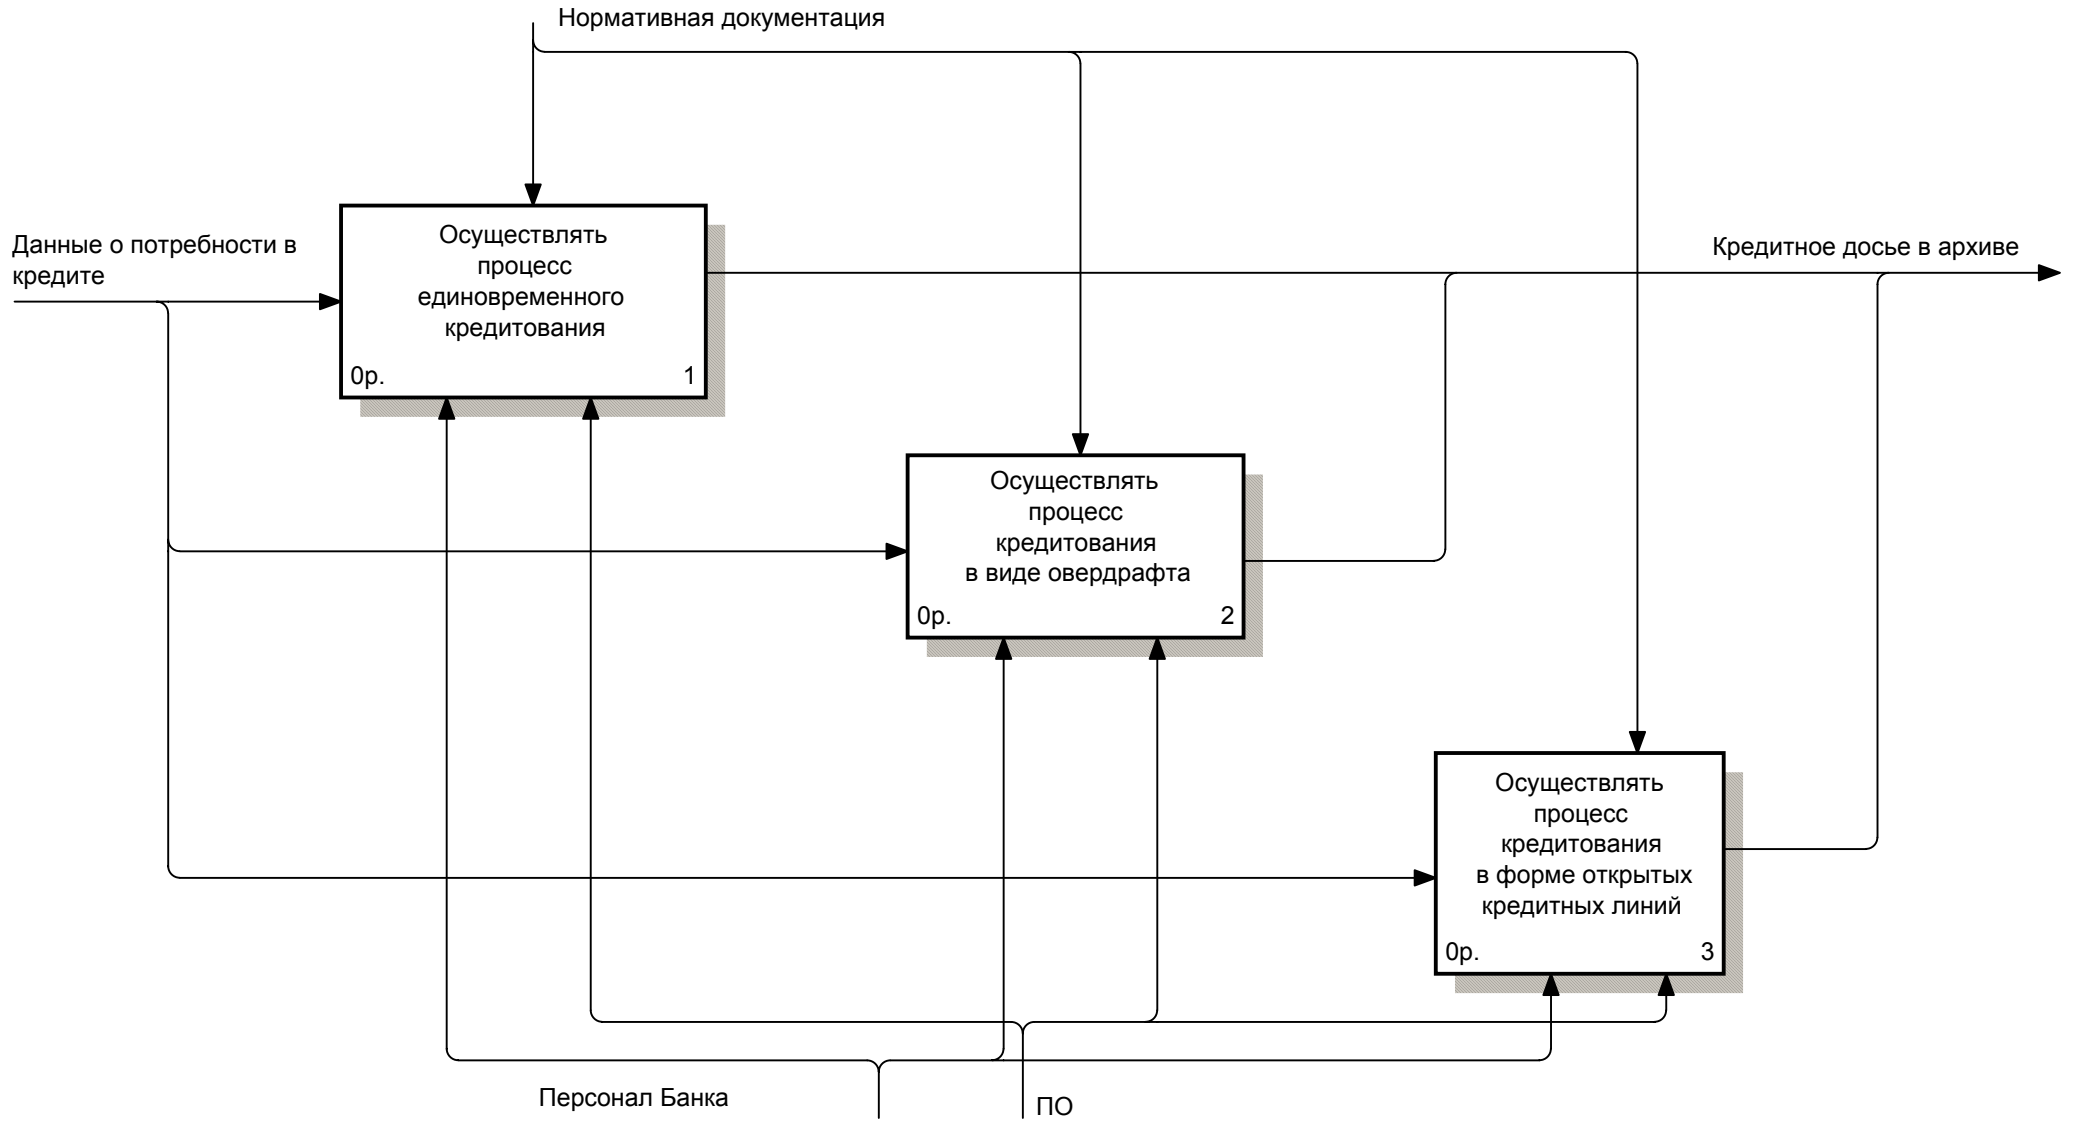 Нормативная документация
Данные о потребности в
кредите
Осуществлять
процесс
единовременного
кредитования
0р.
1
Кредитное досье в архиве
Осуществлять
процесс
кредитования
в виде овердрафта
0р.
2
Осуществлять
процесс
кредитования
в форме открытых
кредитных линий
0р.
3
Персонал Банка
ПО